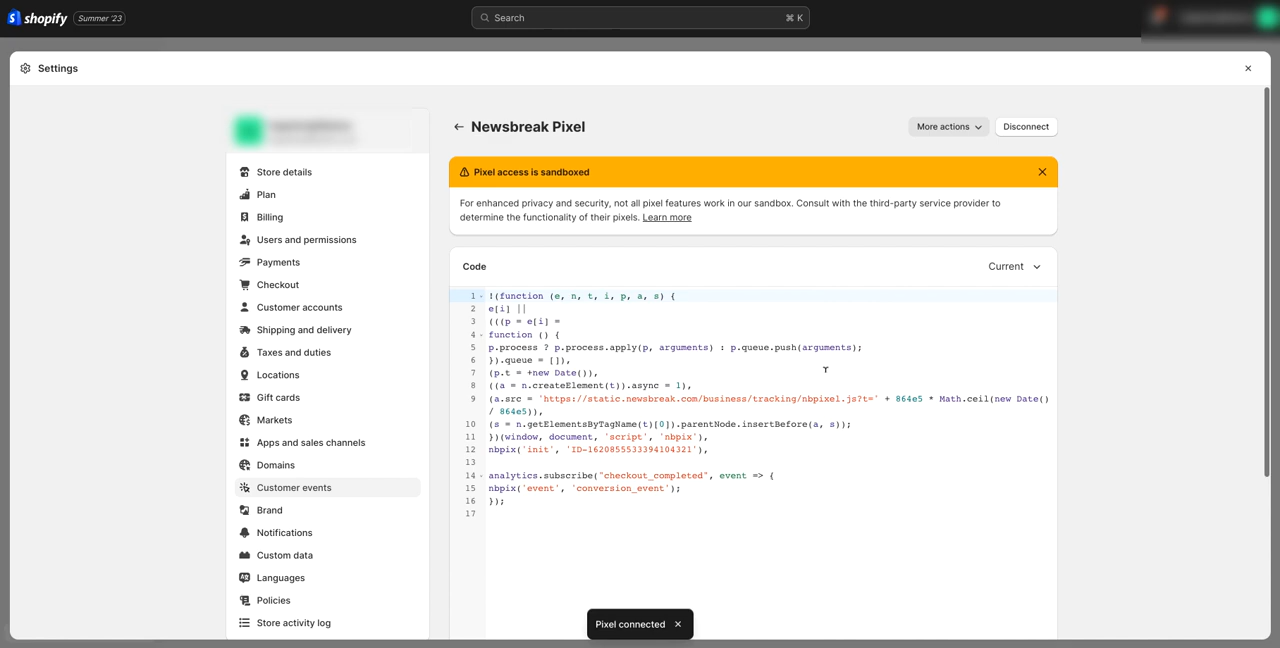 shopify Summer '23 Search ⌘ K
Settings
Newsbreak Pixel More actions Disconnect
Store details
Plan
Billing
Users and permissions
Payments
Checkout
Customer accounts
Shipping and delivery
Taxes and duties
Locations
Gift cards
Markets
Apps and sales channels
Domains
Customer events
Brand
Notifications
Custom data
Languages
Policies
Store activity log
Pixel access is sandboxed
For enhanced privacy and security, not all pixel features work in our sandbox. Consult with the third-party service provider to
determine the functionality of their pixels. Learn more
Code Current
1 !(function (e, n, t, i, p, a, s) {
2 e[i] ||
3 (((p = e[i] =
4 function () {
5 p.process ? p.process.apply(p, arguments) : p.queue.push(arguments);
6 }).queue = []),
7 (p.t = +new Date()),
8 ((a = n.createElement(t)).async = 1),
9 (a.src = 'https://static.newsbreak.com/business/tracking/nbpixel.js?t=' + 864e5 * Math.ceil(new Date()
/ 864e5)),
10 (s = n.getElementsByTagName(t)[0]).parentNode.insertBefore(a, s));
11 })(window, document, 'script', 'nbpix'),
12 nbpix('init', 'ID-1620855533394104321'),
13
14 analytics.subscribe("checkout_completed", event => {
15 nbpix('event', 'conversion_event');
16 });
17
Pixel connected